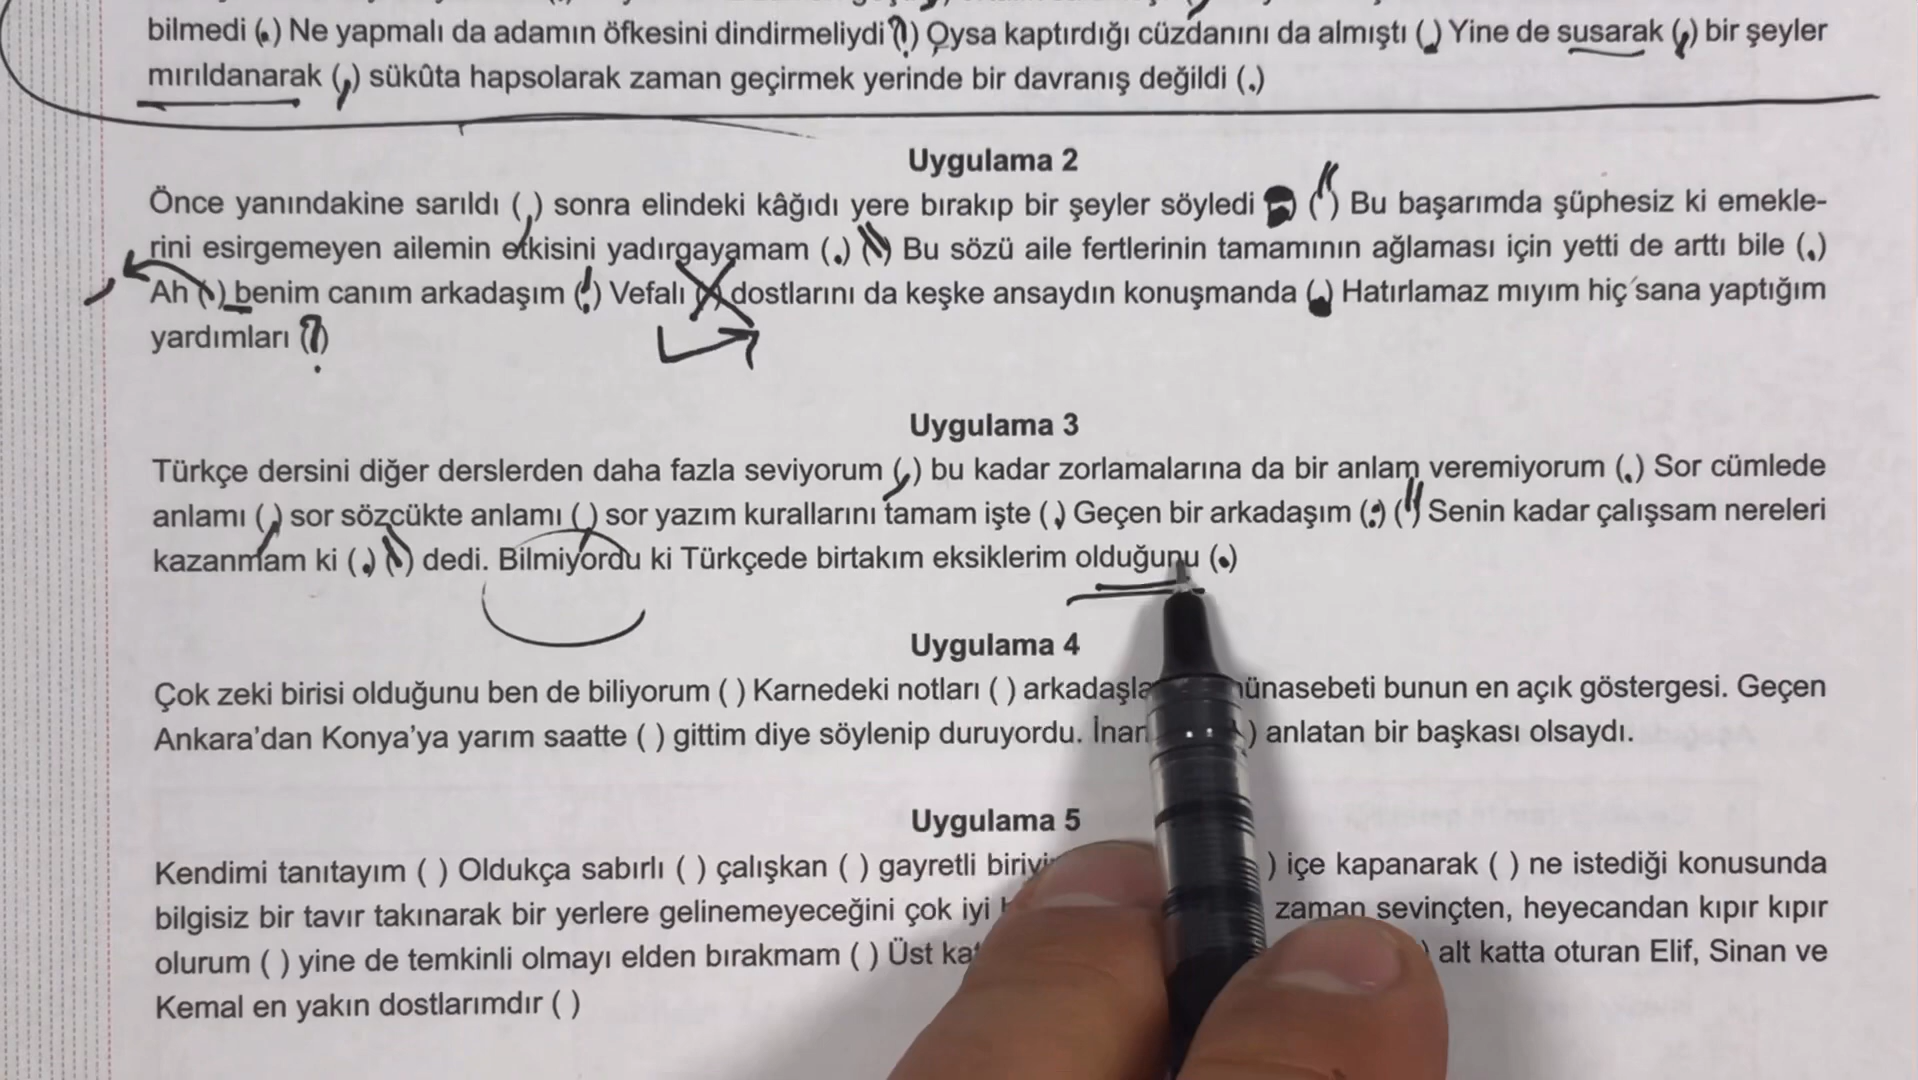 bilmedi (.) Ne yapmalı da adamın öfkesini dindirmeliydi (?) Oysa kaptırdığı cüzdanını da almıştı (.) Yine de susarak (,) bir şeyler
mırıldanarak (,) sükûta hapsolarak zaman geçirmek yerinde bir davranış değildi (.)
Uygulama 2
Önce yanındakine sarıldı (,) sonra elindeki kâğıdı yere bırakıp bir şeyler söyledi (:) (") Bu başarımda şüphesiz ki emekle-
rini esirgemeyen ailemin etkisini yadırgayamam (.) (") Bu sözü aile fertlerinin tamamının ağlaması için yetti de arttı bile (.)
Ah (,) benim canım arkadaşım (!) Vefalı ( ) dostlarını da keşke ansaydın konuşmanda (.) Hatırlamaz mıyım hiç sana yaptığım
yardımları (?)
Uygulama 3
Türkçe dersini diğer derslerden daha fazla seviyorum (,) bu kadar zorlamalarına da bir anlam veremiyorum (.) Sor cümlede
anlamı (,) sor sözcükte anlamı (,) sor yazım kurallarını tamam işte (.) Geçen bir arkadaşım (:) (") Senin kadar çalışsam nereleri
kazanmam ki (.) (") dedi. Bilmiyordu ki Türkçede birtakım eksiklerim olduğunu (.)
Uygulama 4
Çok zeki birisi olduğunu ben de biliyorum ( ) Karnedeki notları ( ) arkadaşla ünasebeti bunun en açık göstergesi. Geçen
Ankara'dan Konya'ya yarım saatte ( ) gittim diye söylenip duruyordu. İnan ) anlatan bir başkası olsaydı.
Uygulama 5
Kendimi tanıtayım ( ) Oldukça sabırlı ( ) çalışkan ( ) gayretli biriyi ) içe kapanarak ( ) ne istediği konusunda
bilgisiz bir tavır takınarak bir yerlere gelinemeyeceğini çok iyi zaman sevinçten, heyecandan kıpır kıpır
olurum ( ) yine de temkinli olmayı elden bırakmam ( ) Üst kat ) alt katta oturan Elif, Sinan ve
Kemal en yakın dostlarımdır ( )